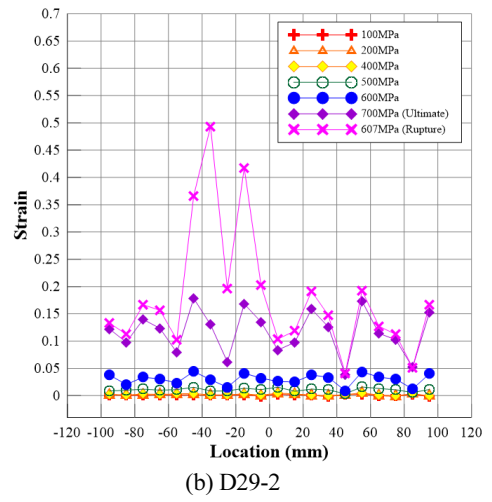 0.7
0.65
0.6
0.55
0.5
0.45
0.4
0.35
0.3
0.25
0.2
0.15
0.1
0.05
0
Strain
100MPa
200MPa
400MPa
500MPa
600MPa
700MPa (Ultimate)
607MPa (Rupture)
-120 -100 -80 -60 -40 -20 0 20 40 60 80 100 120
Location (mm)
(b) D29-2